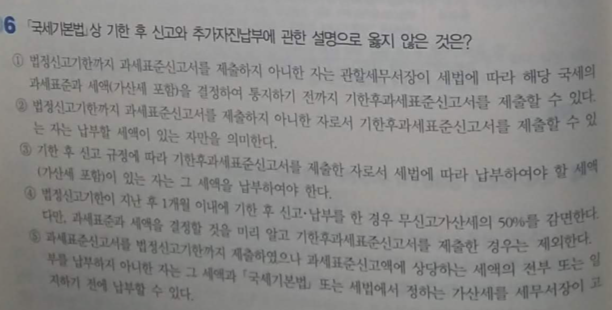 6 「국세기본법」상 기한 후 신고와 추가자진납부에 관한 설명으로 옳지 않은 것은?
① 법정신고기한까지 과세표준신고서를 제출하지 아니한 자는 관할세무서장이 세법에 따라 해당 국세의
과세표준과 세액(가산세 포함)을 결정하여 통지하기 전까지 기한후과세표준신고서를 제출할 수 있다.
② 법정신고기한까지 과세표준신고서를 제출하지 아니한 자로서 기한후과세표준신고서를 제출할 수 있
는 자는 납부할 세액이 있는 자만을 의미한다.
③ 기한 후 신고 규정에 따라 기한후과세표준신고서를 제출한 자로서 세법에 따라 납부하여야 할 세액
(가산세 포함)이 있는 자는 그 세액을 납부하여야 한다.
④ 법정신고기한이 지난 후 1개월 이내에 기한 후 신고·납부를 한 경우 무신고가산세의 50%를 감면한다.
다만, 과세표준과 세액을 결정할 것을 미리 알고 기한후과세표준신고서를 제출한 경우는 제외한다.
⑤ 과세표준신고서를 법정신고기한까지 제출하였으나 과세표준신고액에 상당하는 세액의 전부 또는 일
부를 납부하지 아니한 자는 그 세액과 「국세기본법」 또는 세법에서 정하는 가산세를 세무서장이 고
지하기 전에 납부할 수 있다.